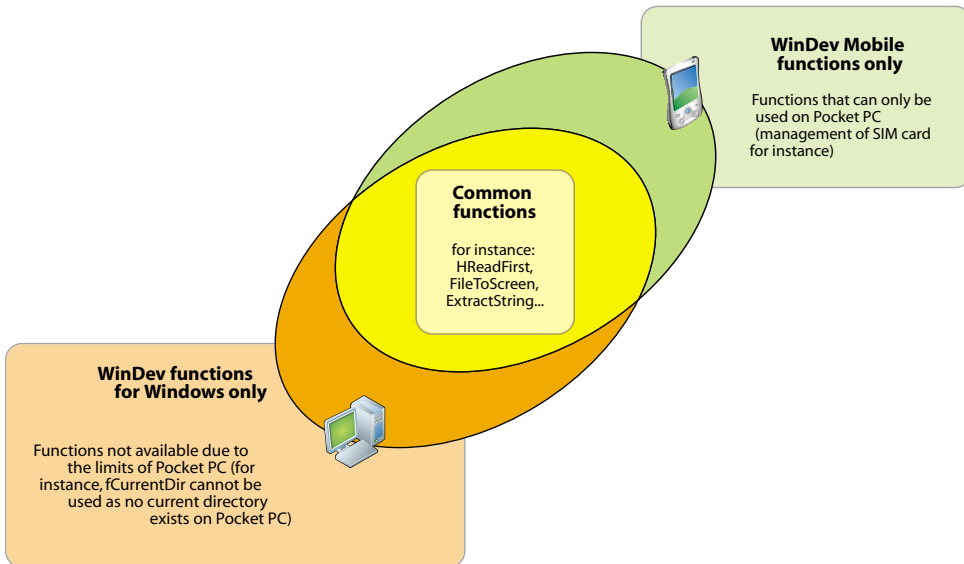 WinDev Mobile
functions only
Functions that can only be
used on Pocket PC
(management of SIM card
for instance)
Common
functions
for instance:
HReadFirst,
FileToScreen,
ExtractString...
WinDev functions
for Windows only
Functions not available due to
the limits of Pocket PC (for
instance, fCurrentDir cannot be
used as no current directory
exists on Pocket PC)